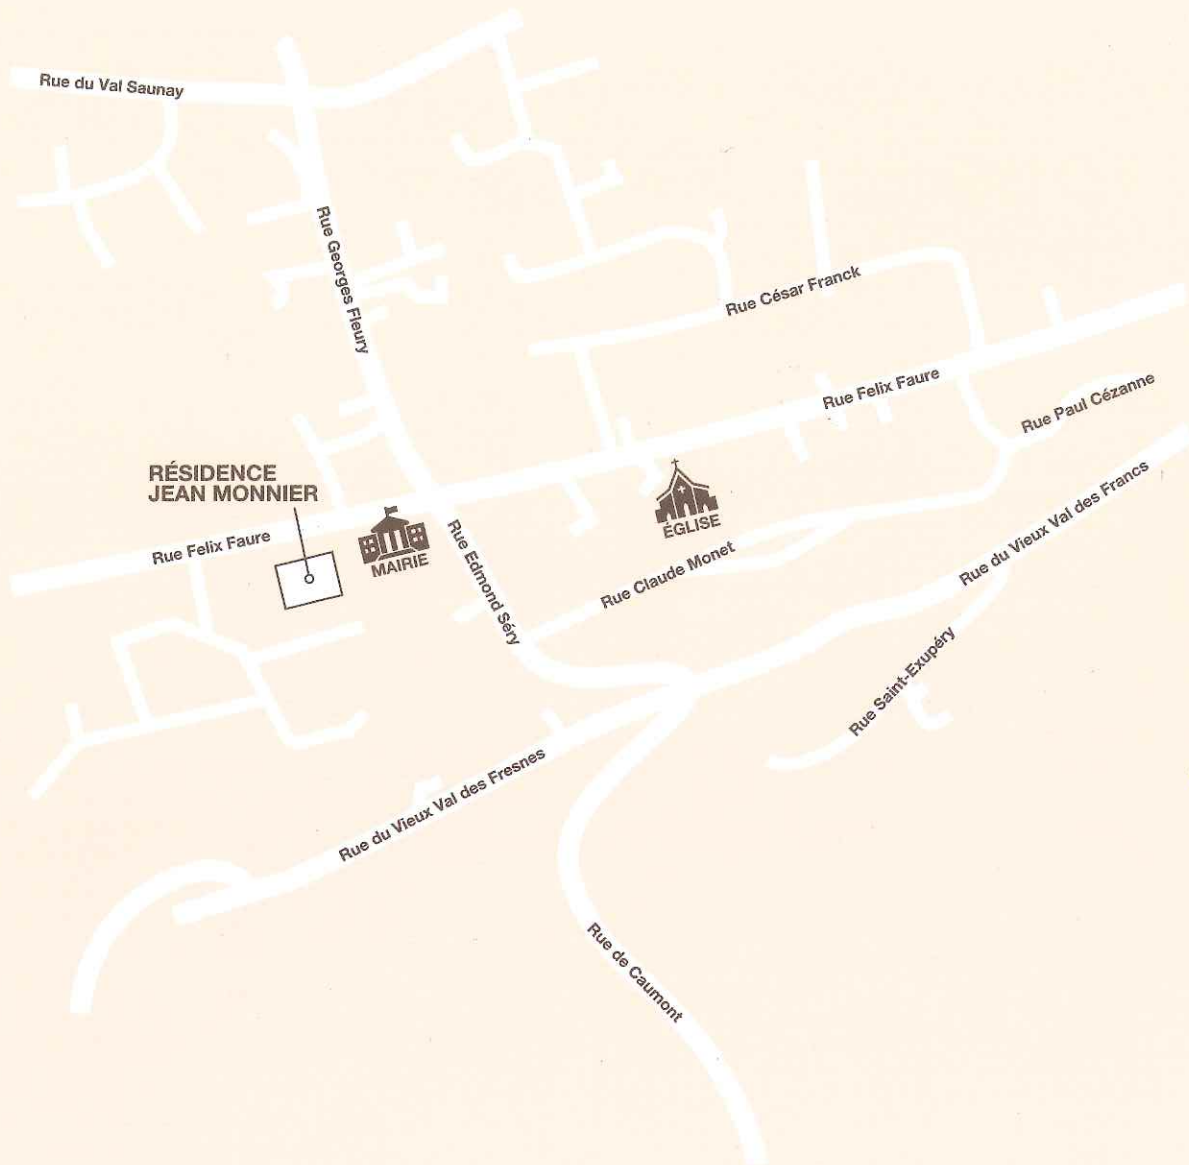 Rue du Val Saunay
Rue Georges Fleury
Rue César Franck
Rue Felix Faure
Rue Paul Cézanne
RÉSIDENCE
JEAN MONNIER
Rue Felix Faure
MAIRIE
ÉGLISE
Rue Edmond Séry
Rue Claude Monet
Rue du Vieux Val des Francs
Rue Saint-Exupéry
Rue du Vieux Val des Fresnes
Rue de Caumont